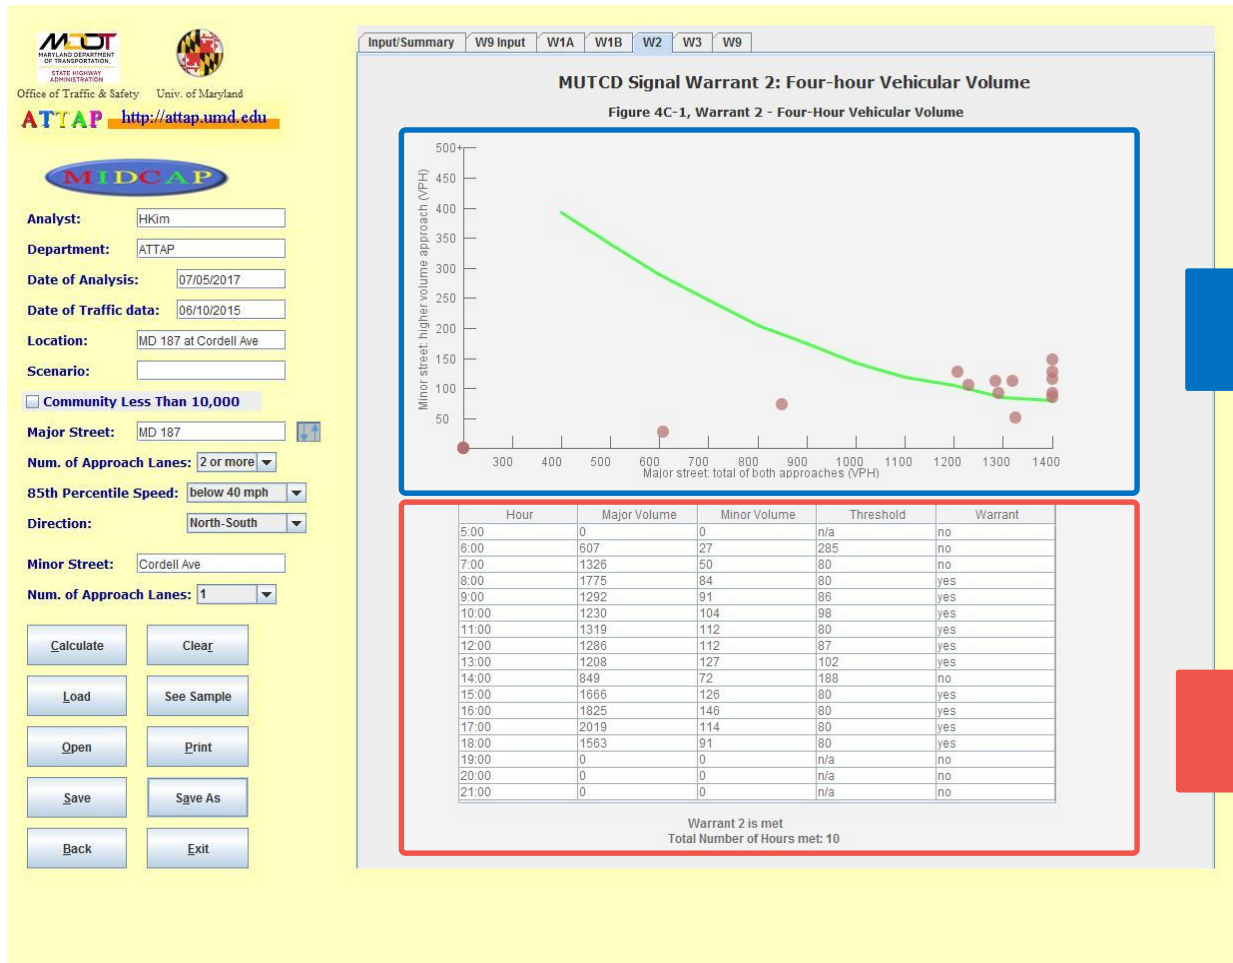 MDOT
MARYLAND DEPARTMENT
OF TRANSPORTATION
STATE HIGHWAY
ADMINISTRATION
Office of Traffic & Safety Univ. of Maryland
ATTAP http://attap.umd.edu
MIDCAP
Analyst: HKim
Department: ATTAP
Date of Analysis: 07/05/2017
Date of Traffic data: 06/10/2015
Location: MD 187 at Cordell Ave
Scenario:
Community Less Than 10,000
Major Street: MD 187
Num. of Approach Lanes: 2 or more
85th Percentile Speed: below 40 mph
Direction: North-South
Minor Street: Cordell Ave
Num. of Approach Lanes: 1
Calculate Clear
Load See Sample
Open Print
Save Save As
Back Exit
Input/Summary W9 Input W1A W1B W2 W3 W9
MUTCD Signal Warrant 2: Four-hour Vehicular Volume
Figure 4C-1, Warrant 2 - Four-Hour Vehicular Volume
Minor street: higher volume approach (VPH)
500+
450
400
350
300
250
200
150
100
50
300 400 500 600 700 800 900 1000 1100 1200 1300 1400
Major street: total of both approaches (VPH)
Hour Major Volume Minor Volume Threshold Warrant
5:00 0 0 n/a no
6:00 607 27 285 no
7:00 1326 50 80 no
8:00 1775 84 80 yes
9:00 1292 91 86 yes
10:00 1230 104 98 yes
11:00 1319 112 80 yes
12:00 1286 112 87 yes
13:00 1208 127 102 yes
14:00 849 72 188 no
15:00 1666 126 80 yes
16:00 1825 146 80 yes
17:00 2019 114 80 yes
18:00 1563 91 80 yes
19:00 0 0 n/a no
20:00 0 0 n/a no
21:00 0 0 n/a no
Warrant 2 is met
Total Number of Hours met: 10